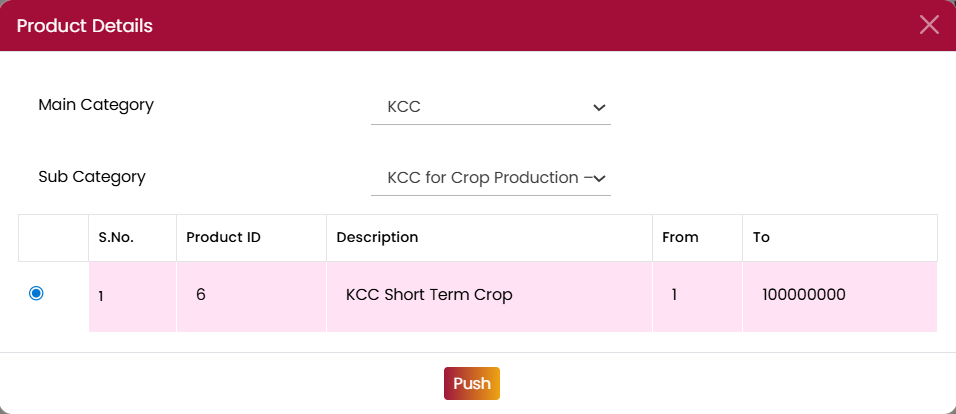 Product Details
Main Category KCC
Sub Category KCC for Crop Production –
S.No. Product ID Description From To
1 6 KCC Short Term Crop 1 100000000
Push